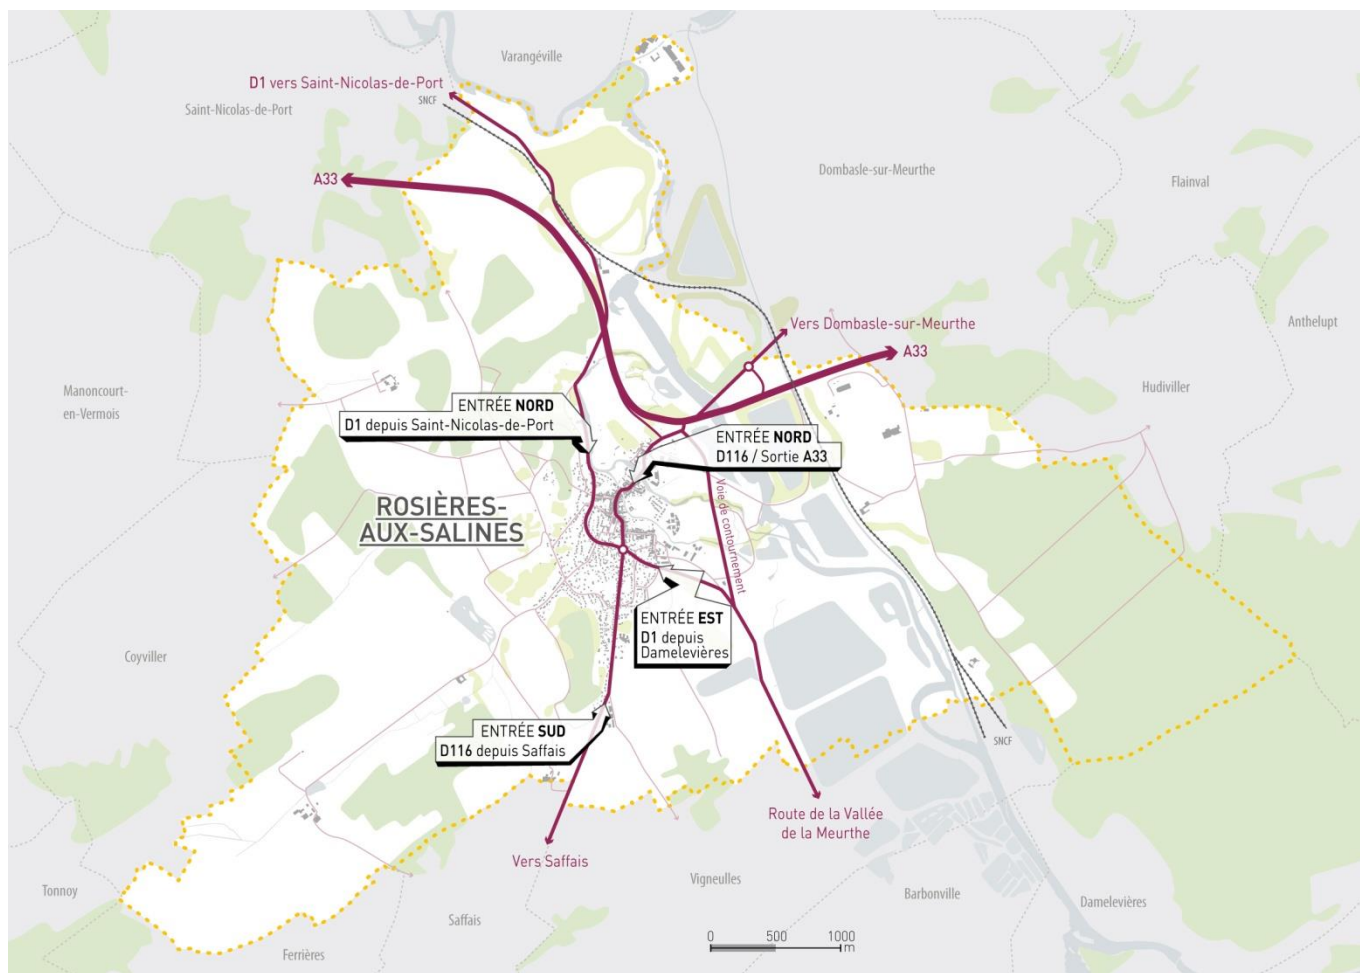 Varangéville
D1 vers Saint-Nicolas-de-Port
SNCF
Saint-Nicolas-de-Port
Dombasle-sur-Meurthe
A33
Flainval
Vers Dombasle-sur-Meurthe
Anthelupt
A33
Manoncourt-
en-Vermois
Hudiviller
ENTRÉE NORD
D1 depuis Saint-Nicolas-de-Port
ENTRÉE NORD
D116 / Sortie A33
ROSIÈRES-
AUX-SALINES
Voie de contournement
ENTRÉE EST
D1 depuis
Damelevières
Coyviller
ENTRÉE SUD
D116 depuis Saffais
SNCF
Route de la Vallée
de la Meurthe
Vers Saffais
Vigneulles
Tonnoy
Barbonville
Damelevières
Saffais
Ferrières
0 500 1000
m